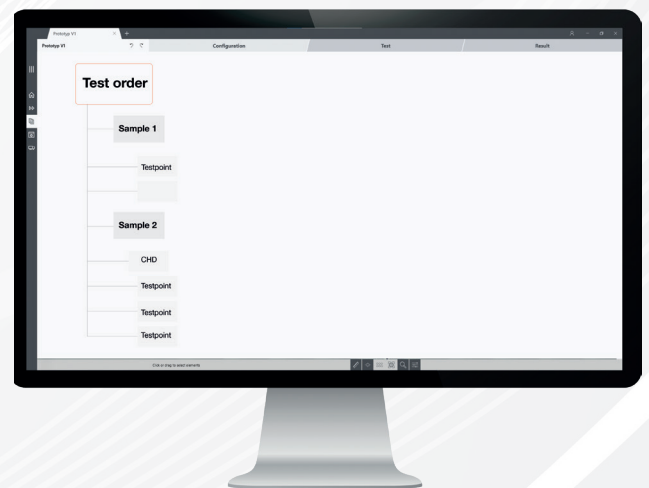 Prototyp V1
Prototyp V1
Configuration
Test
Result
Test order
Sample 1
Testpoint
Sample 2
CHD
Testpoint
Testpoint
Testpoint
Click or drag to select elements